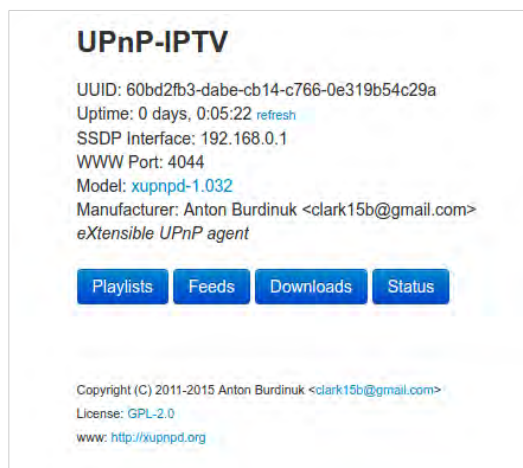 UPnP-IPTV
UUID: 60bd2fb3-dabe-cb14-c766-0e319b54c29a
Uptime: 0 days, 0:05:22 refresh
SSDP Interface: 192.168.0.1
WWW Port: 4044
Model: xupnpd-1.032
Manufacturer: Anton Burdinuk <clark15b@gmail.com>
eXtensible UPnP agent
Playlists Feeds Downloads Status
Copyright (C) 2011-2015 Anton Burdinuk <clark15b@gmail.com>
License: GPL-2.0
www: http://xupnpd.org